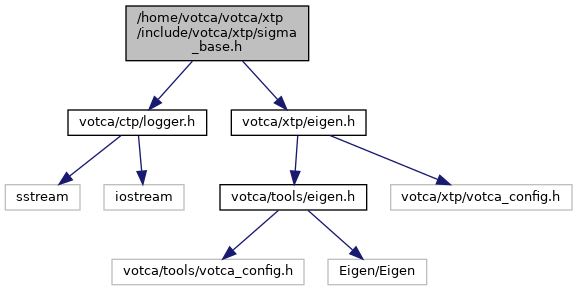 /home/votca/votca/xtp
/include/votca/xtp/sigma
_base.h
votca/ctp/logger.h
votca/xtp/eigen.h
sstream
iostream
votca/tools/eigen.h
votca/xtp/votca_config.h
votca/tools/votca_config.h
Eigen/Eigen